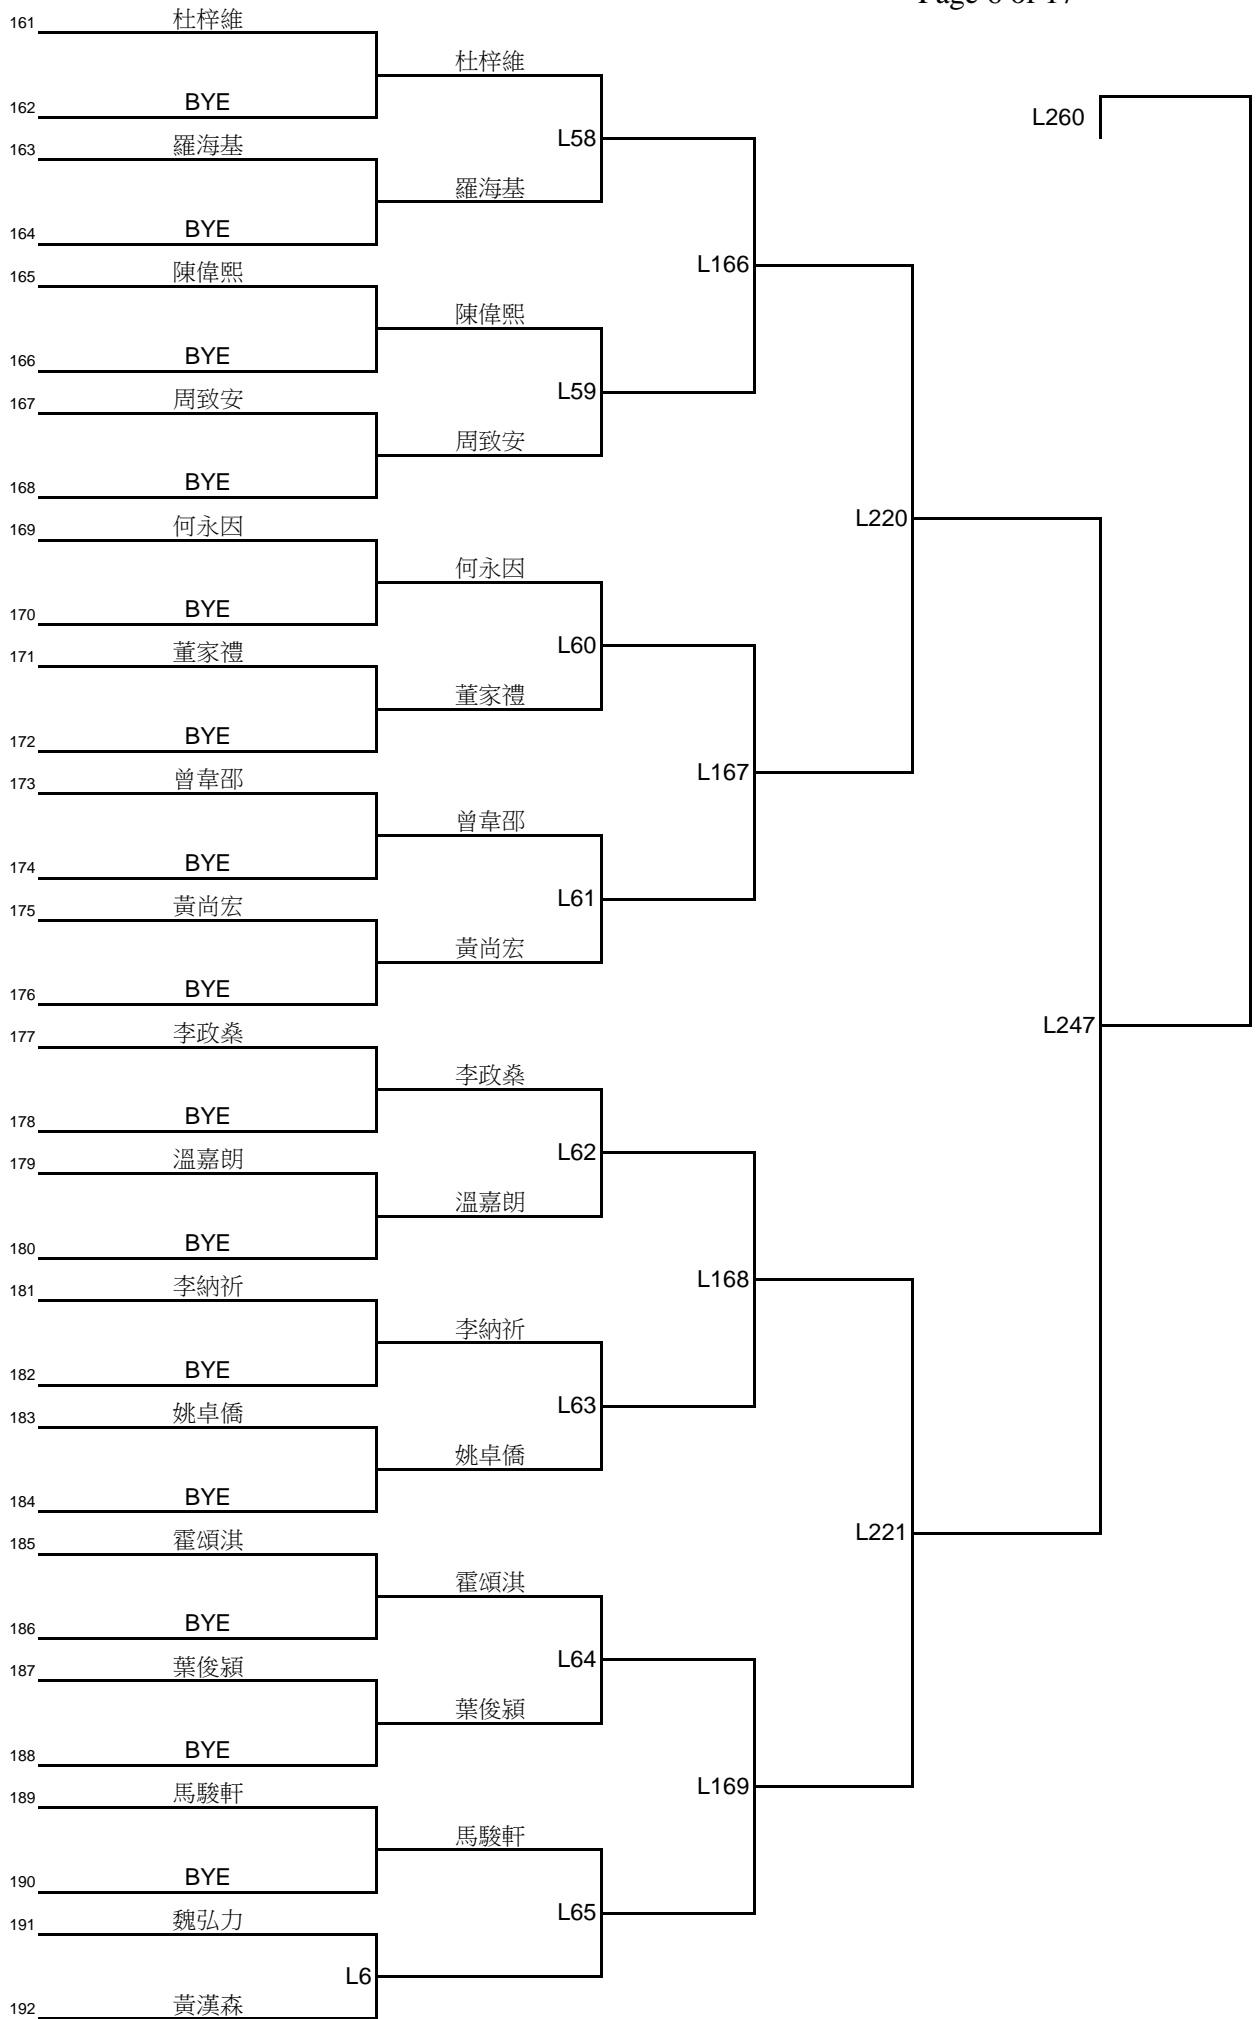 161 杜梓維
杜梓維
162 BYE
L260
L58
163 羅海基
羅海基
164 BYE
L166
165 陳偉熙
陳偉熙
166 BYE
L59
167 周致安
周致安
168 BYE
L220
169 何永因
何永因
170 BYE
L60
171 董家禮
董家禮
172 BYE
L167
173 曾韋邵
曾韋邵
174 BYE
L61
175 黃尚宏
黃尚宏
176 BYE
L247
177 李政桑
李政桑
178 BYE
L62
179 溫嘉朗
溫嘉朗
180 BYE
L168
181 李納祈
李納祈
182 BYE
L63
183 姚卓僑
姚卓僑
184 BYE
L221
185 霍頌淇
霍頌淇
186 BYE
L64
187 葉俊穎
葉俊穎
188 BYE
L169
189 馬駿軒
馬駿軒
190 BYE
L65
191 魏弘力
L6
192 黃漢森